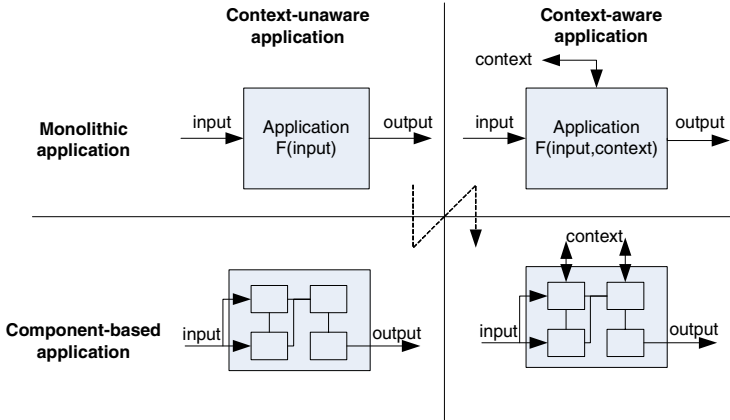 Context-unaware
application
Context-aware
application
context
Monolithic
application
input
Application
F(input)
output
input
Application
F(input,context)
output
context
Component-based
application
input
output
input
output